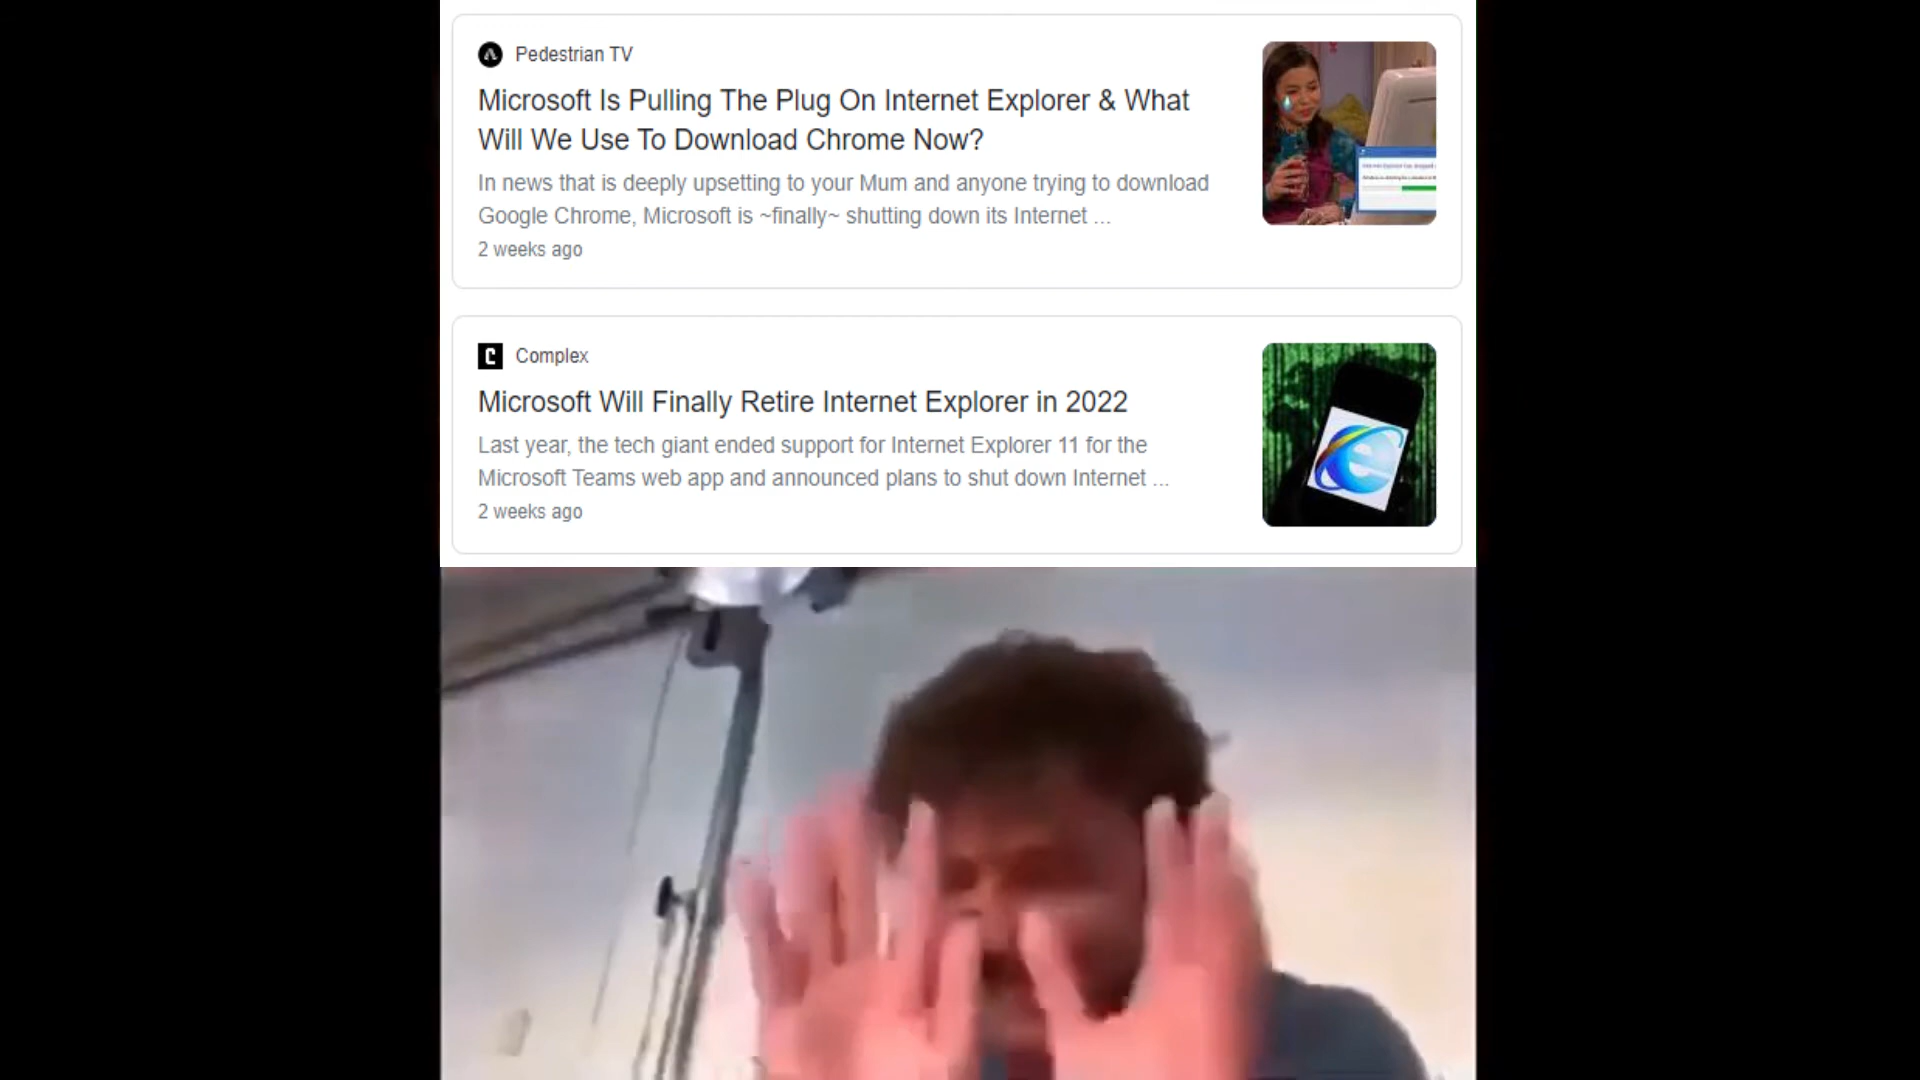 Pedestrian TV
Microsoft Is Pulling The Plug On Internet Explorer & What
Will We Use To Download Chrome Now?
In news that is deeply upsetting to your Mum and anyone trying to download
Google Chrome, Microsoft is ~finally~ shutting down its Internet ...
2 weeks ago
Complex
Microsoft Will Finally Retire Internet Explorer in 2022
Last year, the tech giant ended support for Internet Explorer 11 for the
Microsoft Teams web app and announced plans to shut down Internet ...
2 weeks ago